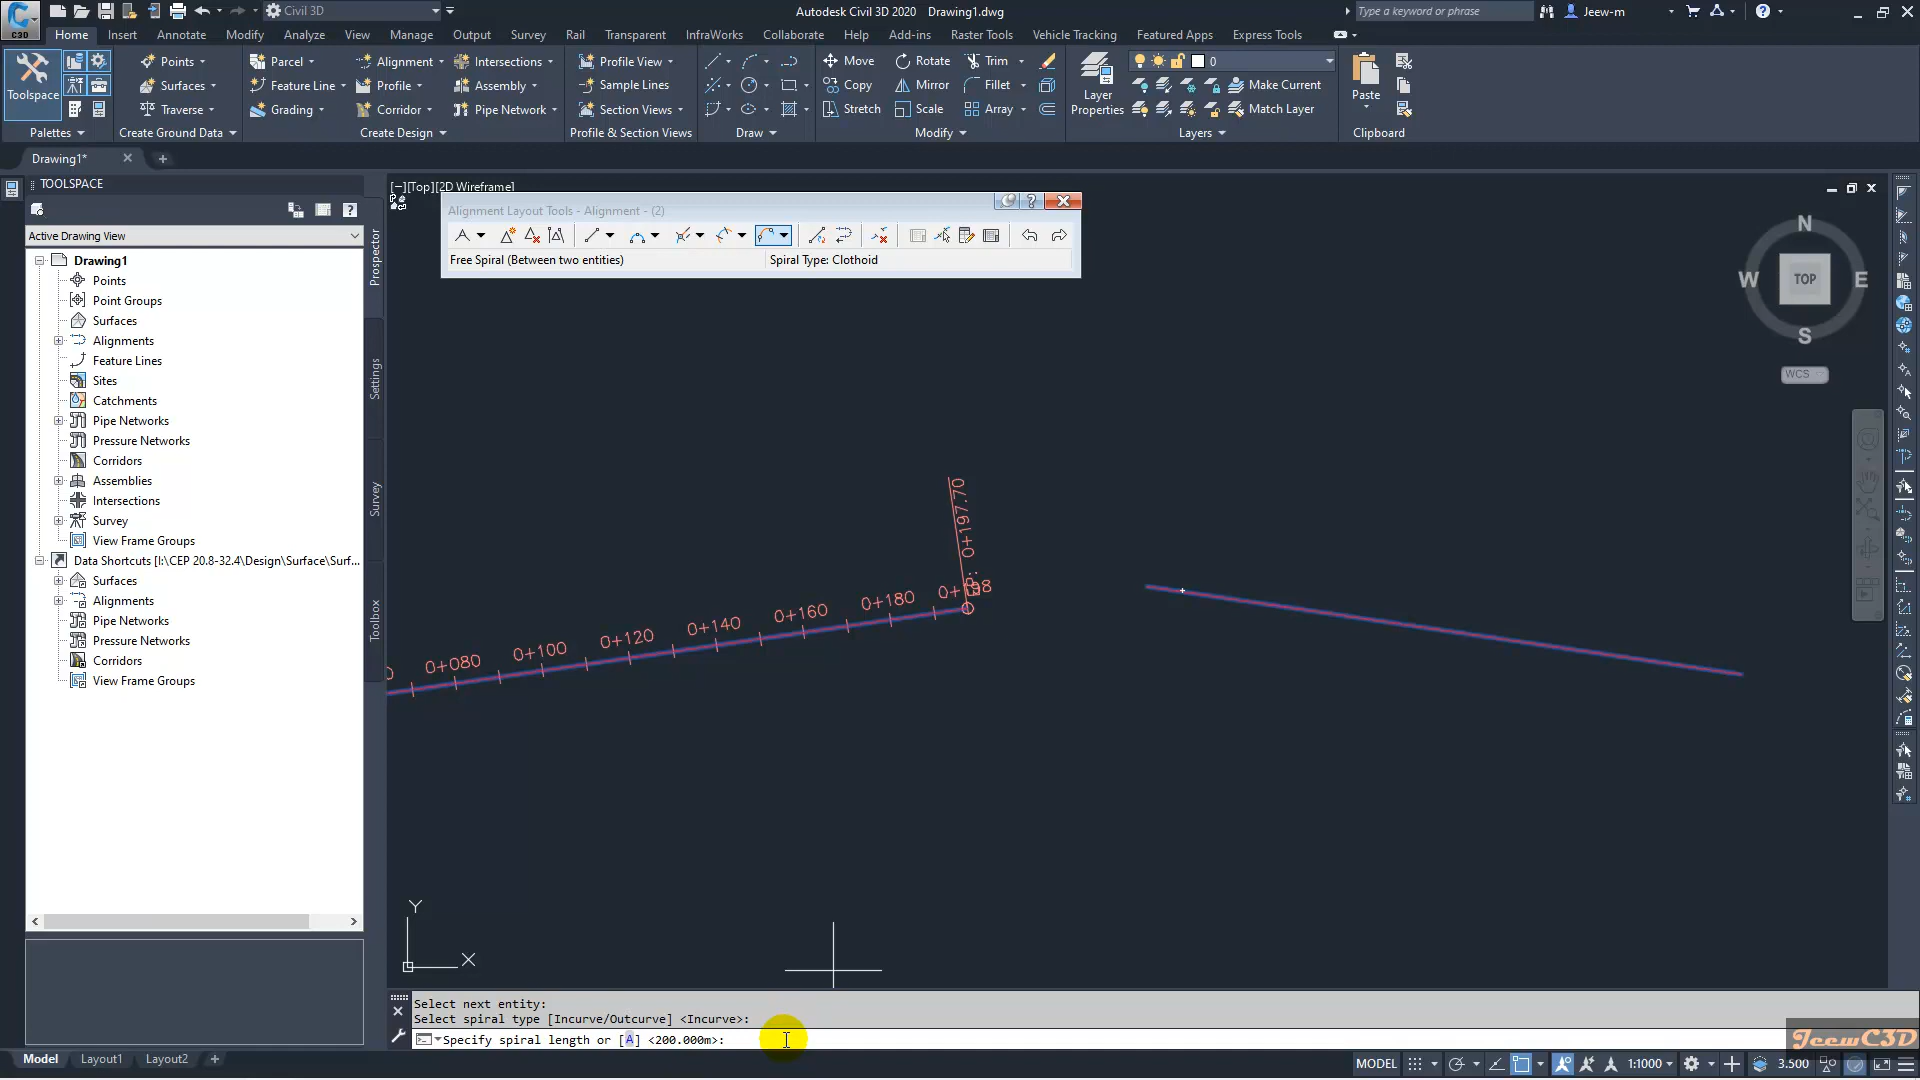 C3D
Civil 3D
Autodesk Civil 3D 2020 Drawing1.dwg
Type a keyword or phrase
Jeew-m
Home Insert Annotate Modify Analyze View Manage Output Survey Rail Transparent InfraWorks Collaborate Help Add-ins Raster Tools Vehicle Tracking Featured Apps Express Tools
Toolspace
Points
Surfaces
Traverse
Parcel
Feature Line
Grading
Alignment
Profile
Corridor
Intersections
Assembly
Pipe Network
Profile View
Sample Lines
Section Views
Move
Copy
Stretch
Rotate
Mirror
Scale
Trim
Fillet
Array
Layer
Properties
0
Make Current
Match Layer
Paste
Palettes
Create Ground Data
Create Design
Profile & Section Views
Draw
Modify
Layers
Clipboard
Drawing1*
TOOLSPACE
Active Drawing View
Drawing1
Points
Point Groups
Surfaces
Alignments
Feature Lines
Sites
Catchments
Pipe Networks
Pressure Networks
Corridors
Assemblies
Intersections
Survey
View Frame Groups
Data Shortcuts [I:\CEP 20.8-32.4\Design\Surface\Surf...
Surfaces
Alignments
Pipe Networks
Pressure Networks
Corridors
View Frame Groups
Prospector
Settings
Survey
Toolbox
[−][Top][2D Wireframe]
Alignment Layout Tools - Alignment - (2)
Free Spiral (Between two entities)
Spiral Type: Clothoid
N
W
TOP
E
S
WCS
0+080
0+100
0+120
0+140
0+160
0+180
0+198
0+197.70
Y
X
Select next entity:
Select spiral type [Incurve/Outcurve] <Incurve>:
Specify spiral length or [A] <200.000m>:
Model Layout1 Layout2
MODEL
1:1000
3.500
JeewC3D